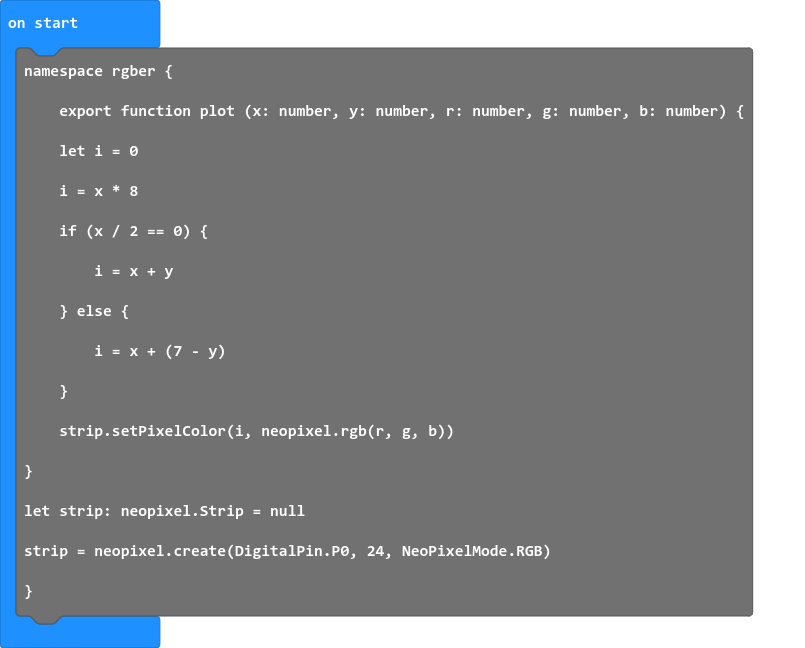 on start
namespace rgber {
export function plot (x: number, y: number, r: number, g: number, b: number) {
let i = 0
i = x * 8
if (x / 2 == 0) {
i = x + y
} else {
i = x + (7 - y)
}
strip.setPixelColor(i, neopixel.rgb(r, g, b))
}
let strip: neopixel.Strip = null
strip = neopixel.create(DigitalPin.P0, 24, NeoPixelMode.RGB)
}